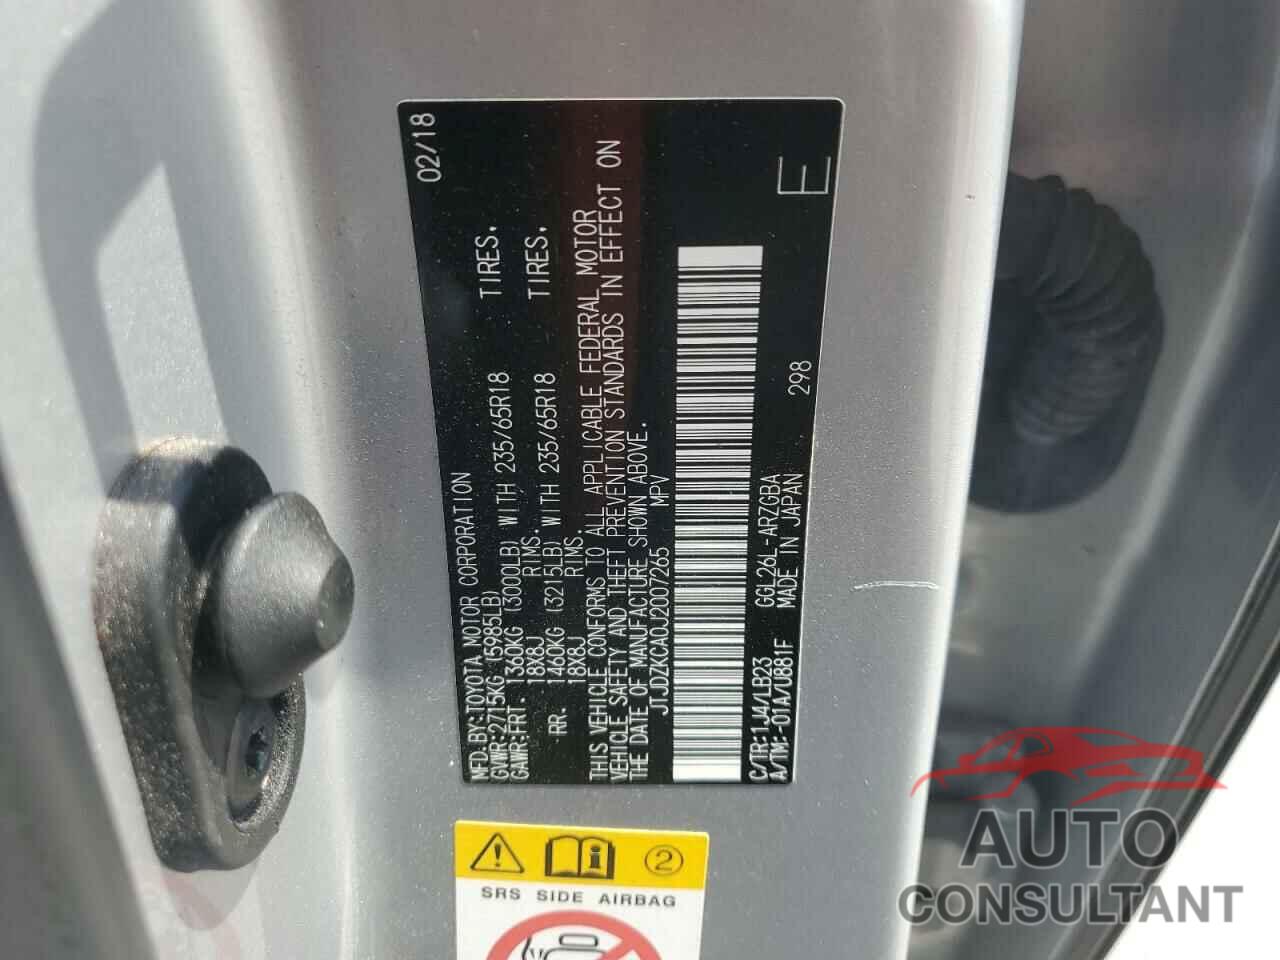 MFD.BY:TOYOTA MOTOR CORPORATION 02/18
GVWR:2715KG (5985LB)
GAWR:FRT. 1360KG (3000LB) WITH 235/65R18 TIRES.
18X8J RIMS.
RR. 1460KG (3215LB) WITH 235/65R18 TIRES.
18X8J RIMS.
THIS VEHICLE CONFORMS TO ALL APPLICABLE FEDERAL MOTOR
VEHICLE SAFETY AND THEFT PREVENTION STANDARDS IN EFFECT ON
THE DATE OF MANUFACTURE SHOWN ABOVE.
JTJDZKCA0J2007265 MPV
C/TR:1J4/LB23 GGL26L-ARZGBA
A/TM:-01A/U881F MADE IN JAPAN 298
E
2
SRS SIDE AIRBAG
AUTO
CONSULTANT